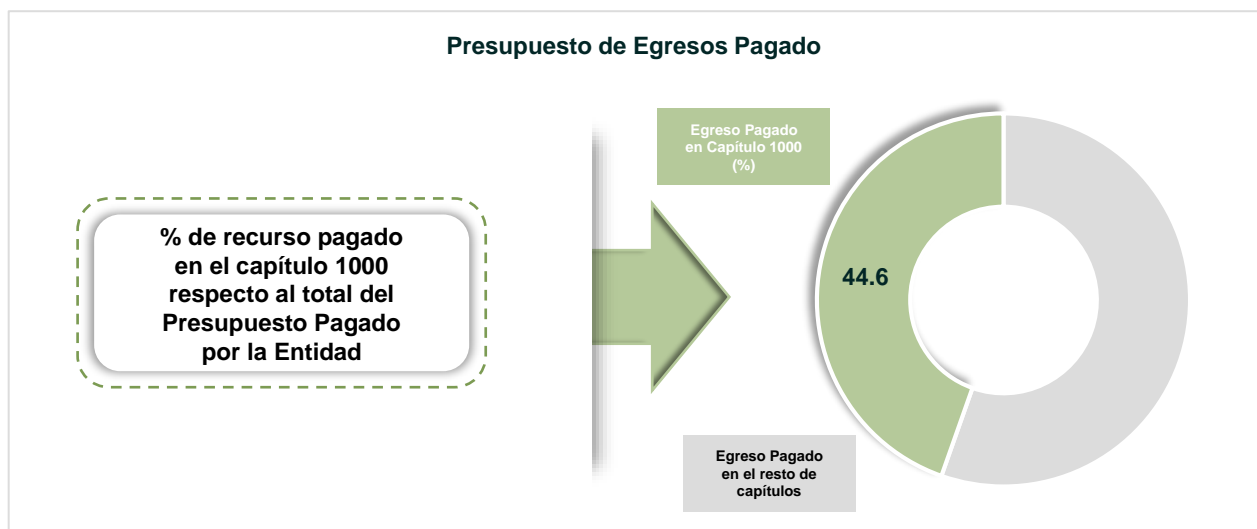 Presupuesto de Egresos Pagado
Egreso Pagado
en Capítulo 1000
(%)
% de recurso pagado
en el capítulo 1000
respecto al total del
Presupuesto Pagado
por la Entidad
44.6
Egreso Pagado
en el resto de
capítulos